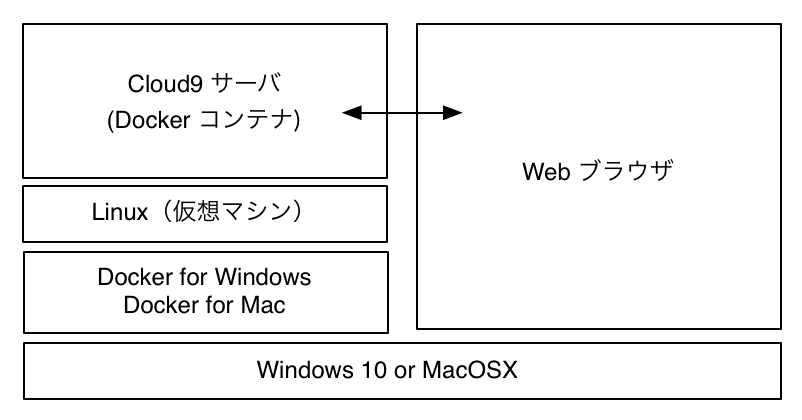 Cloud9 サーバ
(Docker コンテナ)
Web ブラウザ
Linux（仮想マシン）
Docker for Windows
Docker for Mac
Windows 10 or MacOSX